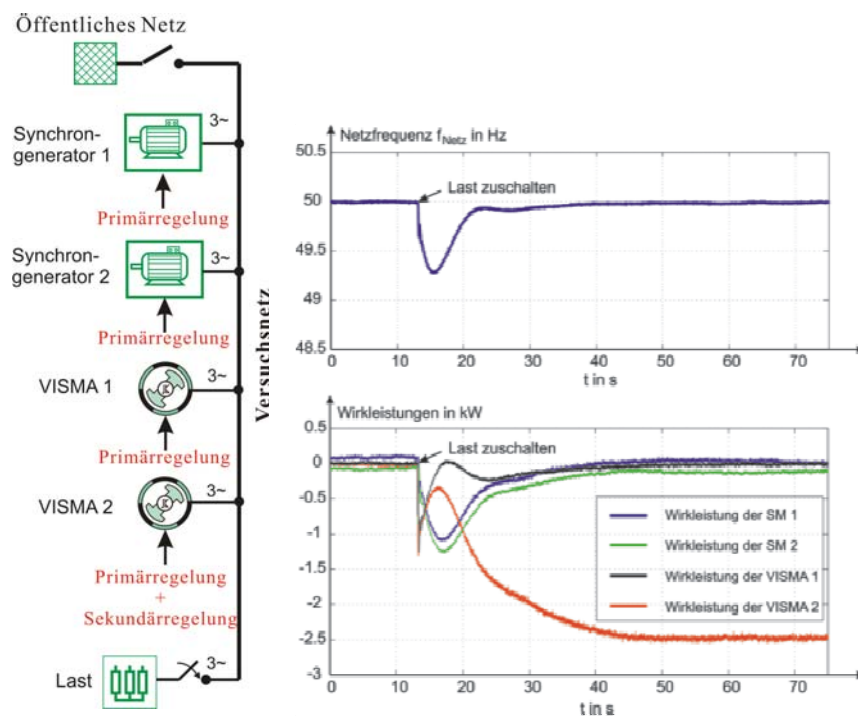 Öffentliches Netz
Synchron-
generator 1
3~
Primärregelung
Synchron-
generator 2
3~
Primärregelung
VISMA 1
3~
Primärregelung
VISMA 2
3~
Primärregelung
+
Sekundärregelung
Last
3~
Versuchsnetz
Netzfrequenz fNetz in Hz
50.5
50
49.5
49
48.5
Last zuschalten
0
10
20
30
40
50
60
70
t in s
Wirkleistungen in kW
0.5
0
-0.5
-1
-1.5
-2
-2.5
-3
Last zuschalten
Wirkleistung der SM 1
Wirkleistung der SM 2
Wirkleistung der VISMA 1
Wirkleistung der VISMA 2
0
10
20
30
40
50
60
70
t in s